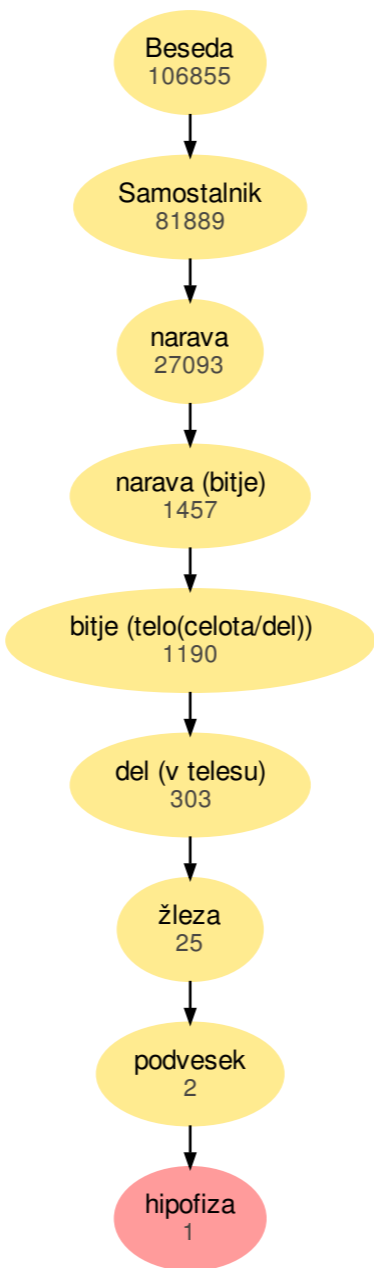 Beseda
106855
Samostalnik
81889
narava
27093
narava (bitje)
1457
bitje (telo(celota/del))
1190
del (v telesu)
303
žleza
25
podvesek
2
hipofiza
1